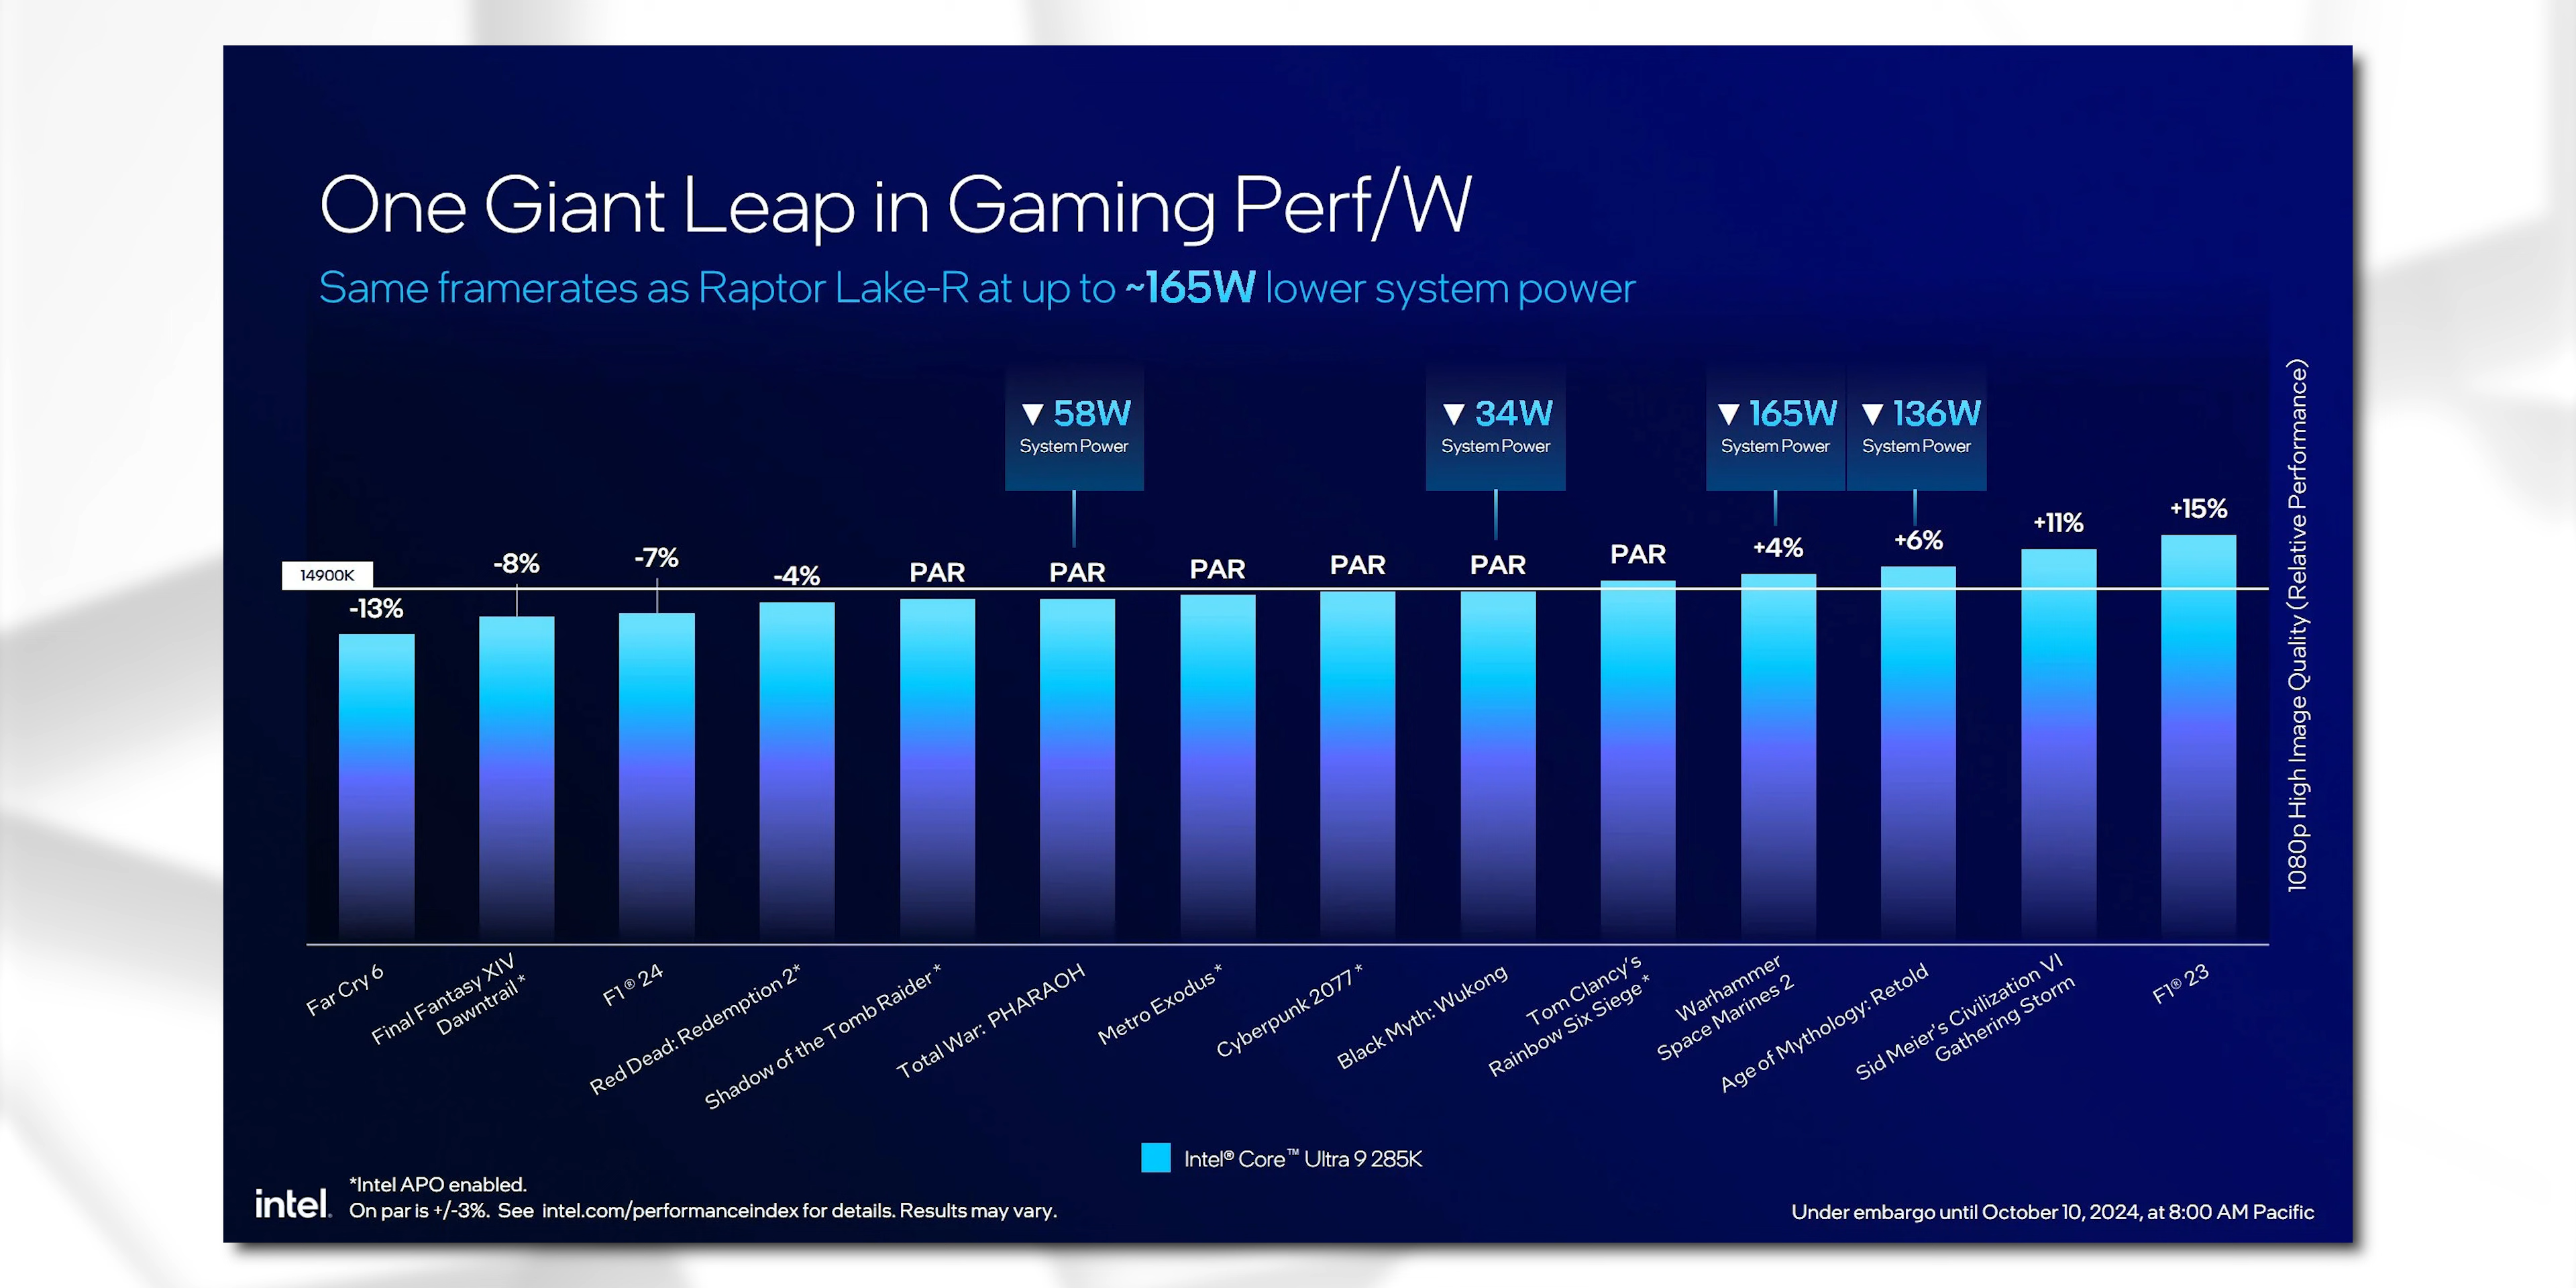 One Giant Leap in Gaming Perf/W
Same framerates as Raptor Lake-R at up to ~165W lower system power
▼ 58W
System Power
▼ 34W
System Power
▼ 165W
System Power
▼ 136W
System Power
14900K
-13%
-8%
-7%
-4%
PAR
PAR
PAR
PAR
PAR
PAR
+4%
+6%
+11%
+15%
1080p High Image Quality (Relative Performance)
Far Cry 6
Final Fantasy XIV
Dawntrail*
F1® 24
Red Dead: Redemption 2*
Shadow of the Tomb Raider*
Total War: PHARAOH
Metro Exodus*
Cyberpunk 2077*
Black Myth: Wukong
Tom Clancy's
Rainbow Six Siege*
Warhammer
Space Marines 2
Age of Mythology: Retold
Sid Meier's Civilization VI
Gathering Storm
F1® 23
Intel® Core™ Ultra 9 285K
intel.
*Intel APO enabled.
On par is +/-3%. See intel.com/performanceindex for details. Results may vary.
Under embargo until October 10, 2024, at 8:00 AM Pacific